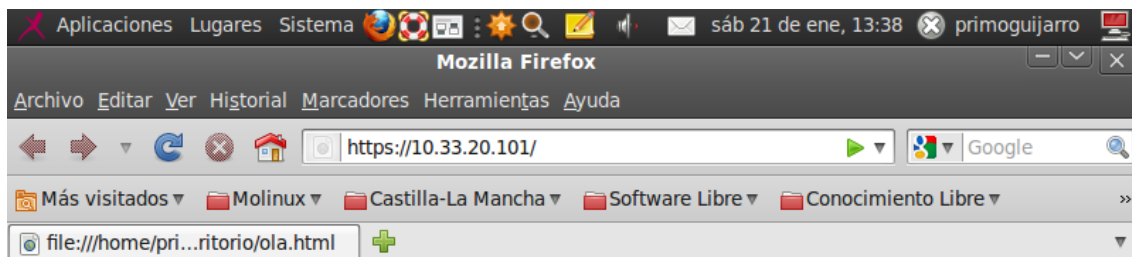 Aplicaciones Lugares Sistema sáb 21 de ene, 13:38 primoguijarro
Mozilla Firefox
Archivo Editar Ver Historial Marcadores Herramientas Ayuda
https://10.33.20.101/ Google
Más visitados Molinux Castilla-La Mancha Software Libre Conocimiento Libre »
file:///home/pri...ritorio/ola.html